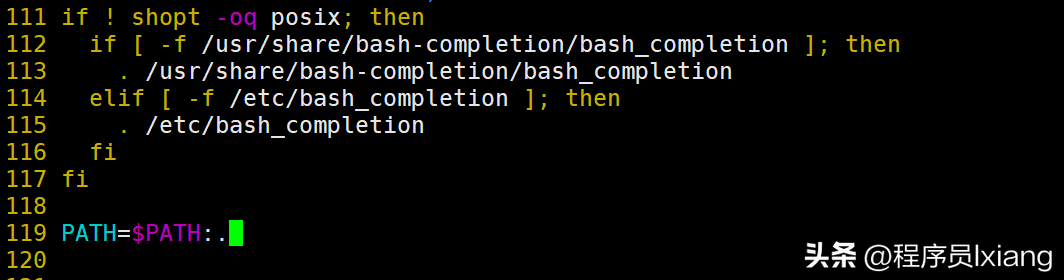 111 if ! shopt -oq posix; then
112   if [ -f /usr/share/bash-completion/bash_completion ]; then
113     . /usr/share/bash-completion/bash_completion
114   elif [ -f /etc/bash_completion ]; then
115     . /etc/bash_completion
116   fi
117 fi
118
119 PATH=$PATH:.
120
头条 @程序员lxiang